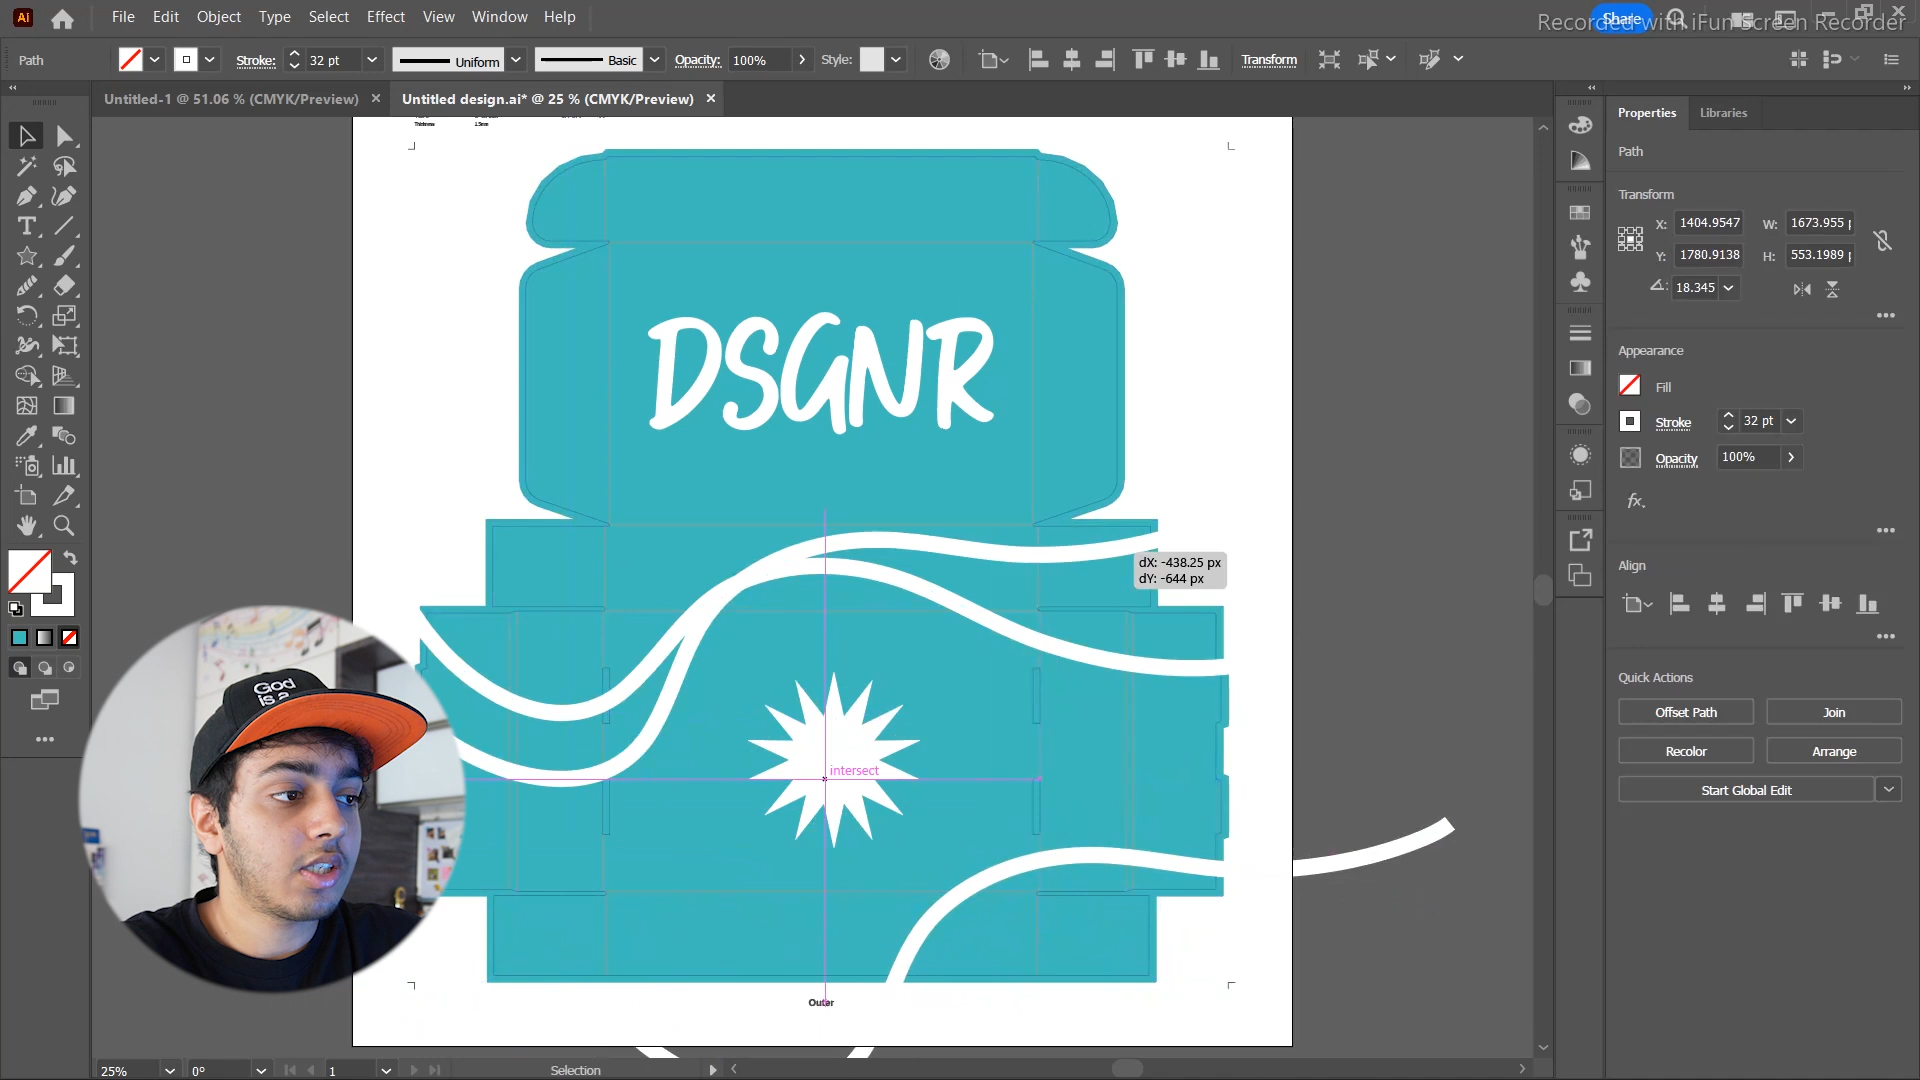 Ai File Edit Object Type Select Effect View Window Help Share
Recorded with iFun Screen Recorder
Path Stroke: 32 pt Uniform Basic Opacity: 100% Style: Transform
Untitled-1 @ 51.06 % (CMYK/Preview) × Untitled design.ai* @ 25 % (CMYK/Preview) ×
Thickness 1.5mm
Properties Libraries
Path
Transform
X: 1404.9547 W: 1673.955
Y: 1780.9138 H: 553.1989
18.345
Appearance
Fill
Stroke 32 pt
Opacity 100%
fx.
Align
Quick Actions
Offset Path Join
Recolor Arrange
Start Global Edit
DSGNR
dX: -438.25 px
dY: -644 px
intersect
God
is a
Outer
25% 0° 1 Selection